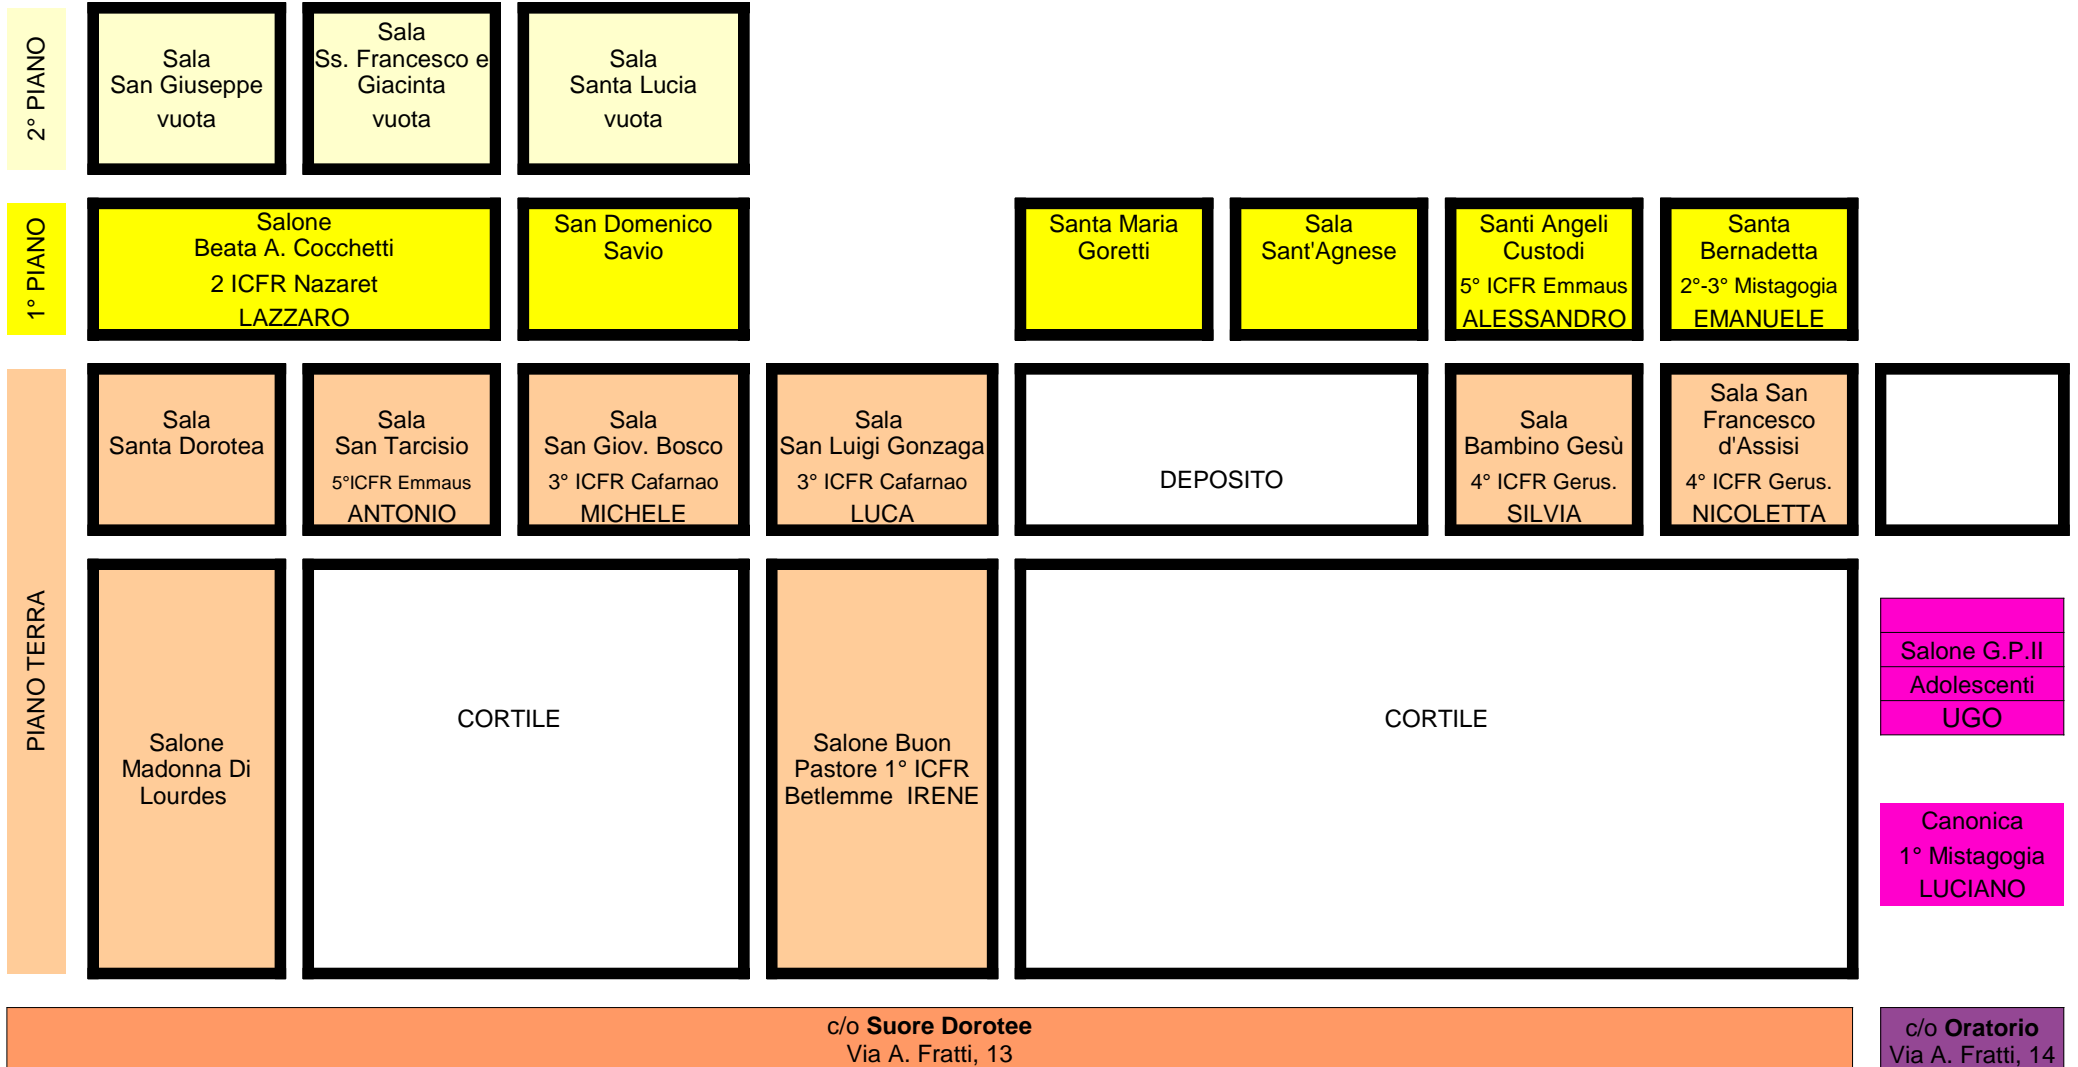 2° PIANO
Sala
San Giuseppe
vuota
Sala
Ss. Francesco e
Giacinta
vuota
Sala
Santa Lucia
vuota
1° PIANO
Salone
Beata A. Cocchetti
2 ICFR Nazaret
LAZZARO
San Domenico
Savio
Santa Maria
Goretti
Sala
Sant'Agnese
Santi Angeli
Custodi
5° ICFR Emmaus
ALESSANDRO
Santa
Bernadetta
2°-3° Mistagogia
EMANUELE
PIANO TERRA
Sala
Santa Dorotea
Sala
San Tarcisio
5°ICFR Emmaus
ANTONIO
Sala
San Giov. Bosco
3° ICFR Cafarnao
MICHELE
Sala
San Luigi Gonzaga
3° ICFR Cafarnao
LUCA
DEPOSITO
Sala
Bambino Gesù
4° ICFR Gerus.
SILVIA
Sala San
Francesco
d'Assisi
4° ICFR Gerus.
NICOLETTA
Salone
Madonna Di
Lourdes
CORTILE
Salone Buon
Pastore 1° ICFR
Betlemme  IRENE
CORTILE
Salone G.P.II
Adolescenti
UGO
Canonica
1° Mistagogia
LUCIANO
c/o Suore Dorotee
Via A. Fratti, 13
c/o Oratorio
Via A. Fratti, 14